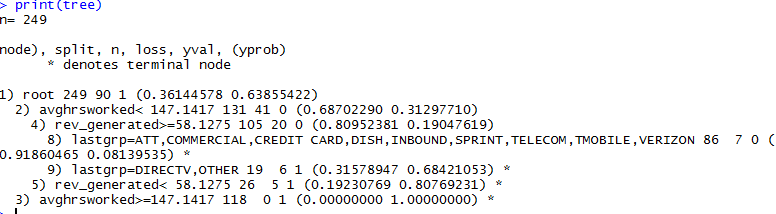 > print(tree)
n= 249
node), split, n, loss, yval, (yprob)
* denotes terminal node
1) root 249 90 1 (0.36144578 0.63855422)
2) avghrsworked< 147.1417 131 41 0 (0.68702290 0.31297710)
4) rev_generated>=58.1275 105 20 0 (0.80952381 0.19047619)
8) lastgrp=ATT,COMMERCIAL,CREDIT CARD,DISH,INBOUND,SPRINT,TELECOM,TMOBILE,VERIZON 86  7 0 (
0.91860465 0.08139535) *
9) lastgrp=DIRECTV,OTHER 19  6 1 (0.31578947 0.68421053) *
5) rev_generated< 58.1275 26  5 1 (0.19230769 0.80769231) *
3) avghrsworked>=147.1417 118  0 1 (0.00000000 1.00000000) *